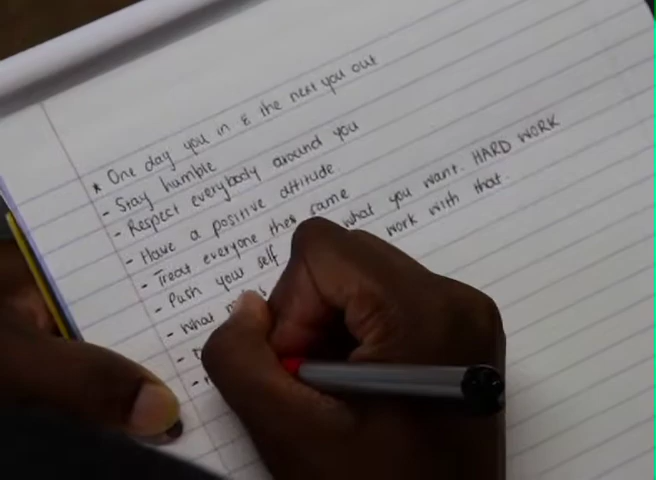 * One day you in & the next you out
- Stay humble
- Respect everybody around you
- Have a positive attitude.
- Treat everyone the same
- Push your self what you want. HARD WORK
- What work with that.
-
-